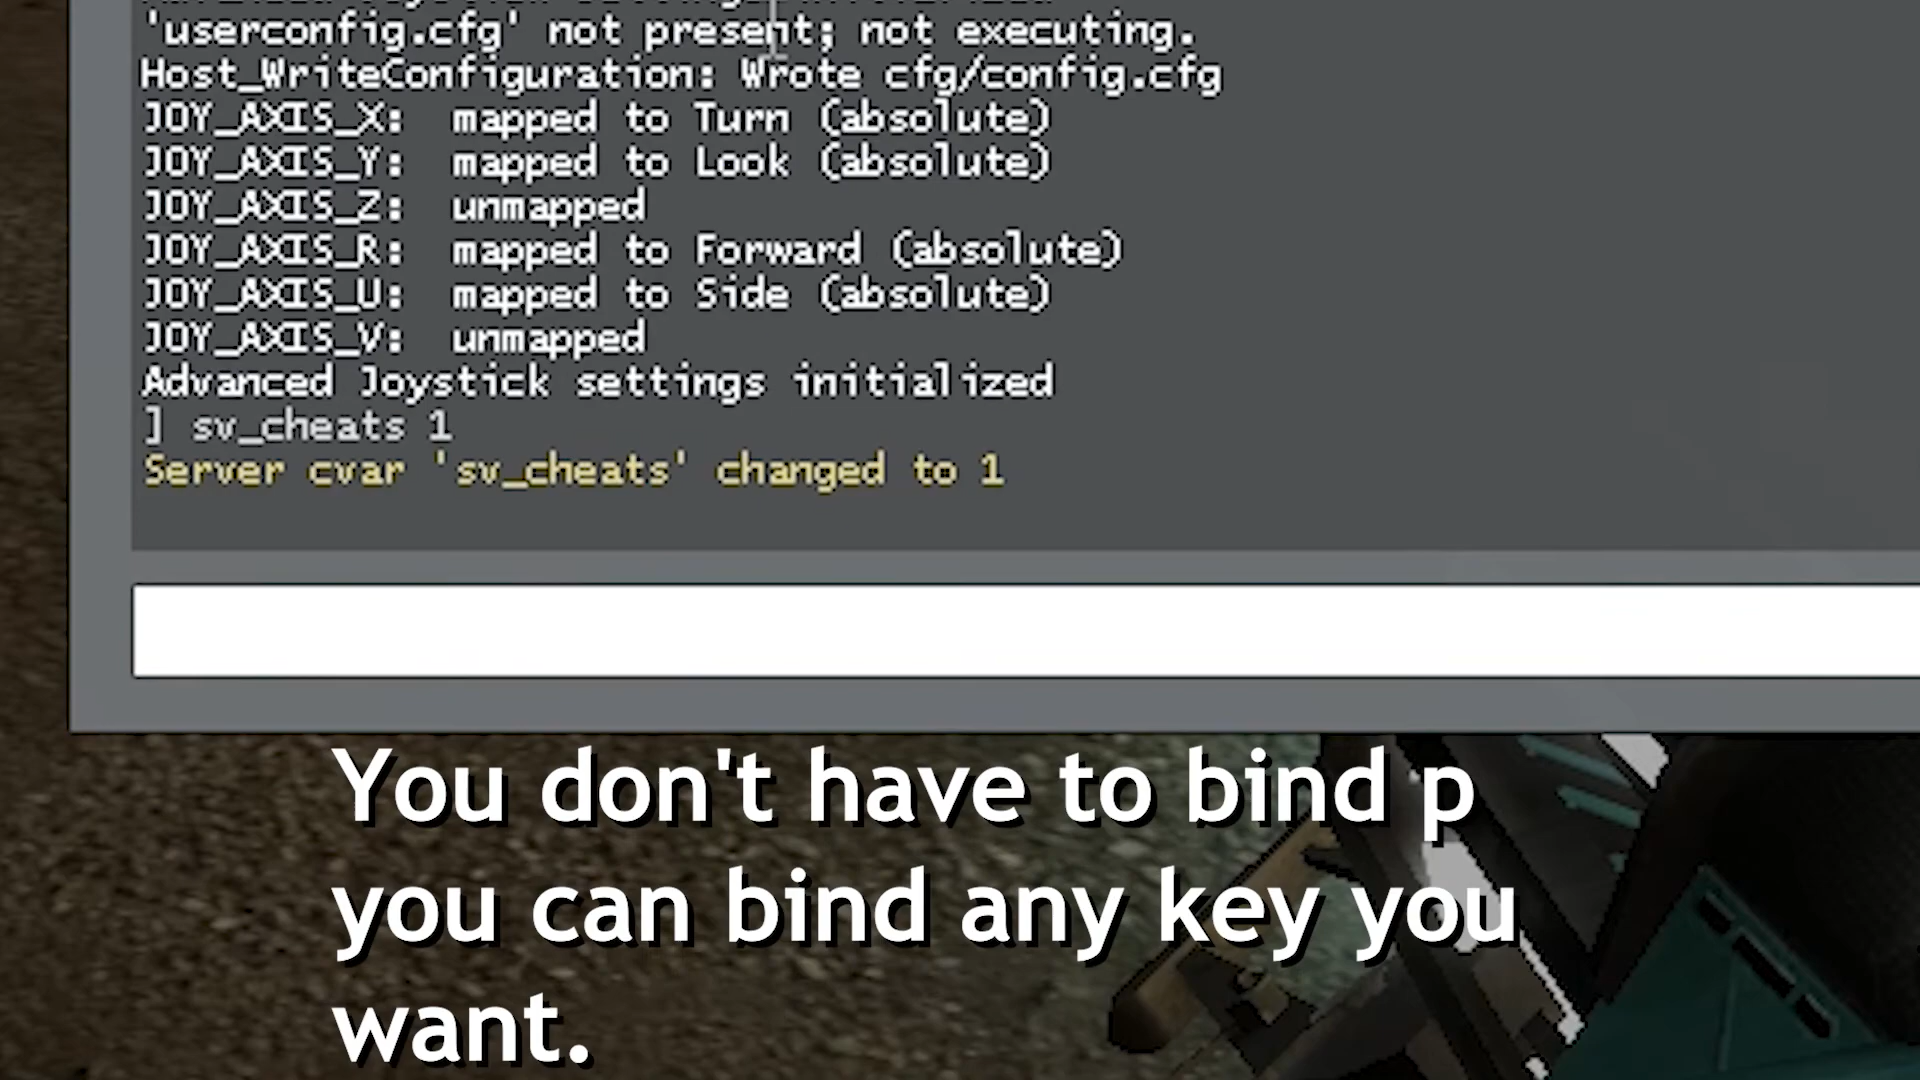 'userconfig.cfg' not present; not executing.
Host_WriteConfiguration: Wrote cfg/config.cfg
JOY_AXIS_X:  mapped to Turn (absolute)
JOY_AXIS_Y:  mapped to Look (absolute)
JOY_AXIS_Z:  unmapped
JOY_AXIS_R:  mapped to Forward (absolute)
JOY_AXIS_U:  mapped to Side (absolute)
JOY_AXIS_V:  unmapped
Advanced Joystick settings initialized
] sv_cheats 1
Server cvar 'sv_cheats' changed to 1
You don't have to bind p
you can bind any key you
want.